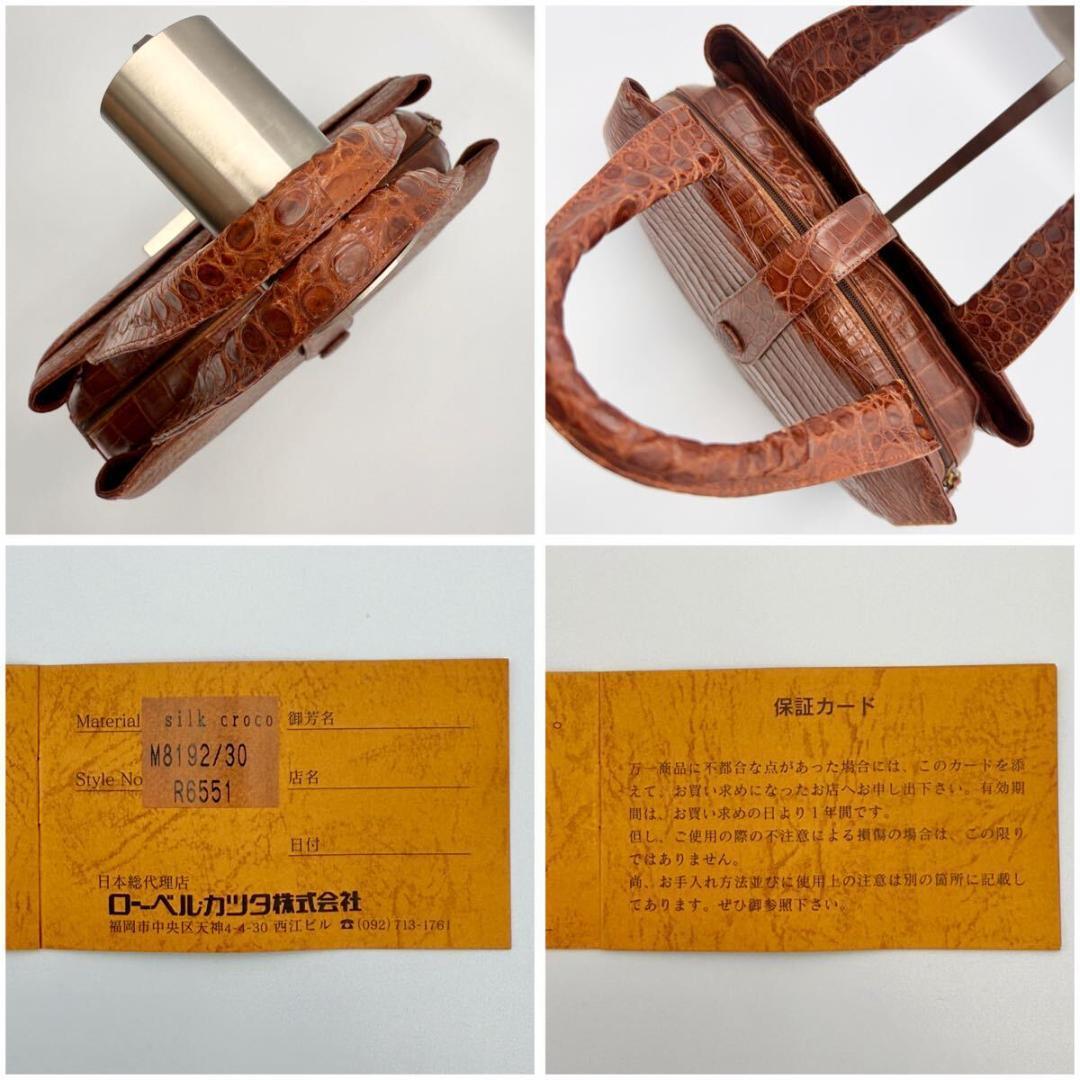 Material silk croco 御芳名
M8192/30
Style No 店名
R6551
日付
日本総代理店
ローベル・カツタ株式会社
福岡市中央区天神4-4-30 西江ビル ☎(092)713-1761
保証カード
万一商品に不都合な点があった場合には、このカードを添
えて、お買い求めになったお店へお申し出下さい。有効期
間は、お買い求めの日より1年間です。
但し、ご使用の際の不注意による損傷の場合は、この限り
ではありません。
尚、お手入れ方法並びに使用上の注意は別の箇所に記載し
てあります。ぜひ御参照下さい。